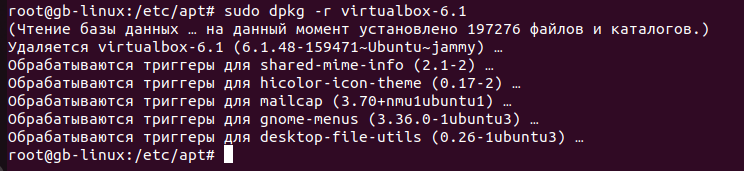 root@gb-linux:/etc/apt# sudo dpkg -r virtualbox-6.1
(Чтение базы данных … на данный момент установлено 197276 файлов и каталогов.)
Удаляется virtualbox-6.1 (6.1.48-159471~Ubuntu~jammy) …
Обрабатываются триггеры для shared-mime-info (2.1-2) …
Обрабатываются триггеры для hicolor-icon-theme (0.17-2) …
Обрабатываются триггеры для mailcap (3.70+nmu1ubuntu1) …
Обрабатываются триггеры для gnome-menus (3.36.0-1ubuntu3) …
Обрабатываются триггеры для desktop-file-utils (0.26-1ubuntu3) …
root@gb-linux:/etc/apt#